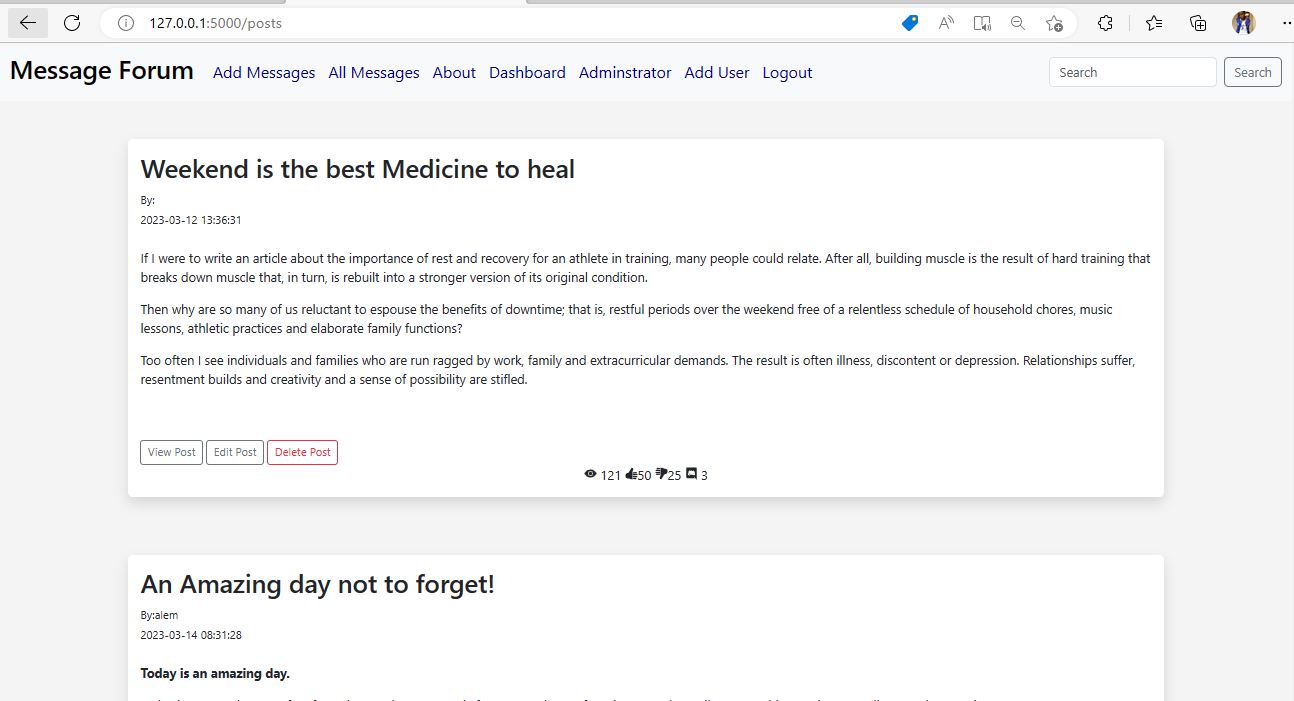 127.0.0.1:5000/posts
Message Forum Add Messages All Messages About Dashboard Adminstrator Add User Logout Search Search
Weekend is the best Medicine to heal
By:
2023-03-12 13:36:31
If I were to write an article about the importance of rest and recovery for an athlete in training, many people could relate. After all, building muscle is the result of hard training that
breaks down muscle that, in turn, is rebuilt into a stronger version of its original condition.
Then why are so many of us reluctant to espouse the benefits of downtime; that is, restful periods over the weekend free of a relentless schedule of household chores, music
lessons, athletic practices and elaborate family functions?
Too often I see individuals and families who are run ragged by work, family and extracurricular demands. The result is often illness, discontent or depression. Relationships suffer,
resentment builds and creativity and a sense of possibility are stifled.
View Post Edit Post Delete Post
121 50 25 3
An Amazing day not to forget!
By:alem
2023-03-14 08:31:28
Today is an amazing day.